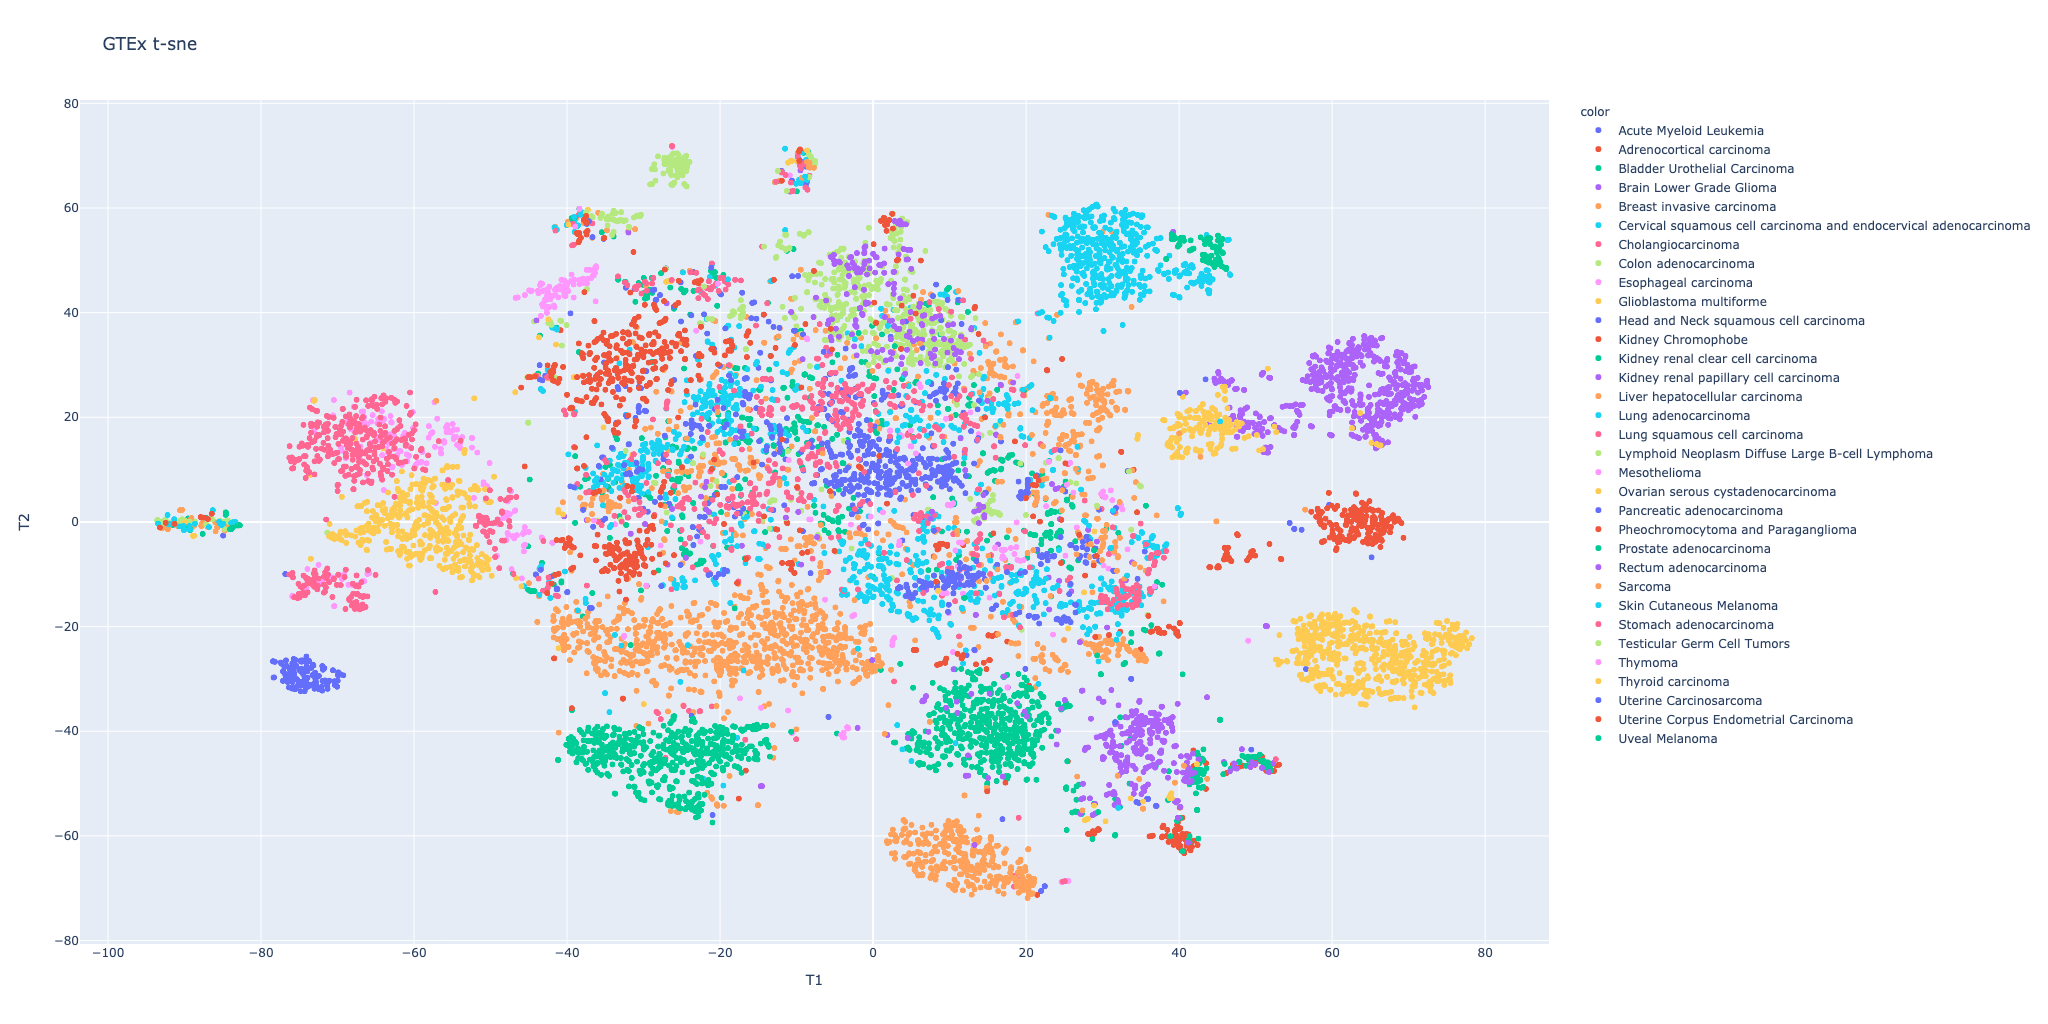 GTEx t-sne
80
60
40
20
0
−20
−40
−60
−80
T2
−100
−80
−60
−40
−20
0
20
40
60
80
T1
color
Acute Myeloid Leukemia
Adrenocortical carcinoma
Bladder Urothelial Carcinoma
Brain Lower Grade Glioma
Breast invasive carcinoma
Cervical squamous cell carcinoma and endocervical adenocarcinoma
Cholangiocarcinoma
Colon adenocarcinoma
Esophageal carcinoma
Glioblastoma multiforme
Head and Neck squamous cell carcinoma
Kidney Chromophobe
Kidney renal clear cell carcinoma
Kidney renal papillary cell carcinoma
Liver hepatocellular carcinoma
Lung adenocarcinoma
Lung squamous cell carcinoma
Lymphoid Neoplasm Diffuse Large B-cell Lymphoma
Mesothelioma
Ovarian serous cystadenocarcinoma
Pancreatic adenocarcinoma
Pheochromocytoma and Paraganglioma
Prostate adenocarcinoma
Rectum adenocarcinoma
Sarcoma
Skin Cutaneous Melanoma
Stomach adenocarcinoma
Testicular Germ Cell Tumors
Thymoma
Thyroid carcinoma
Uterine Carcinosarcoma
Uterine Corpus Endometrial Carcinoma
Uveal Melanoma